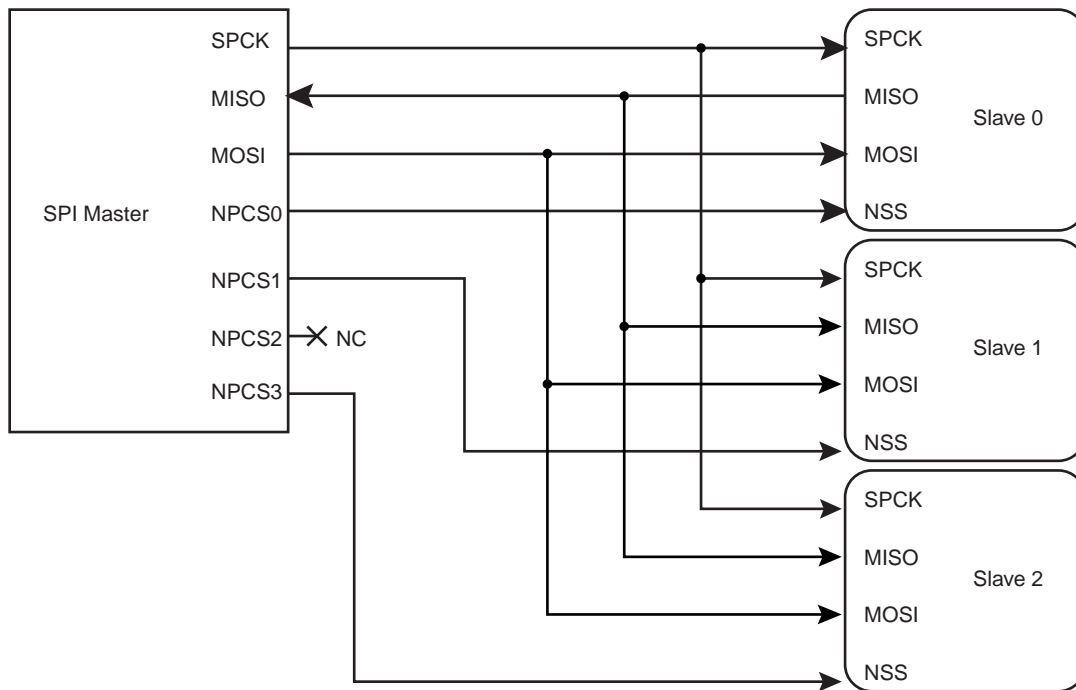 SPCK
MISO
MOSI
SPI Master
NPCS0
NPCS1
NPCS2
NC
NPCS3
SPCK
MISO
Slave 0
MOSI
NSS
SPCK
MISO
Slave 1
MOSI
NSS
SPCK
MISO
Slave 2
MOSI
NSS